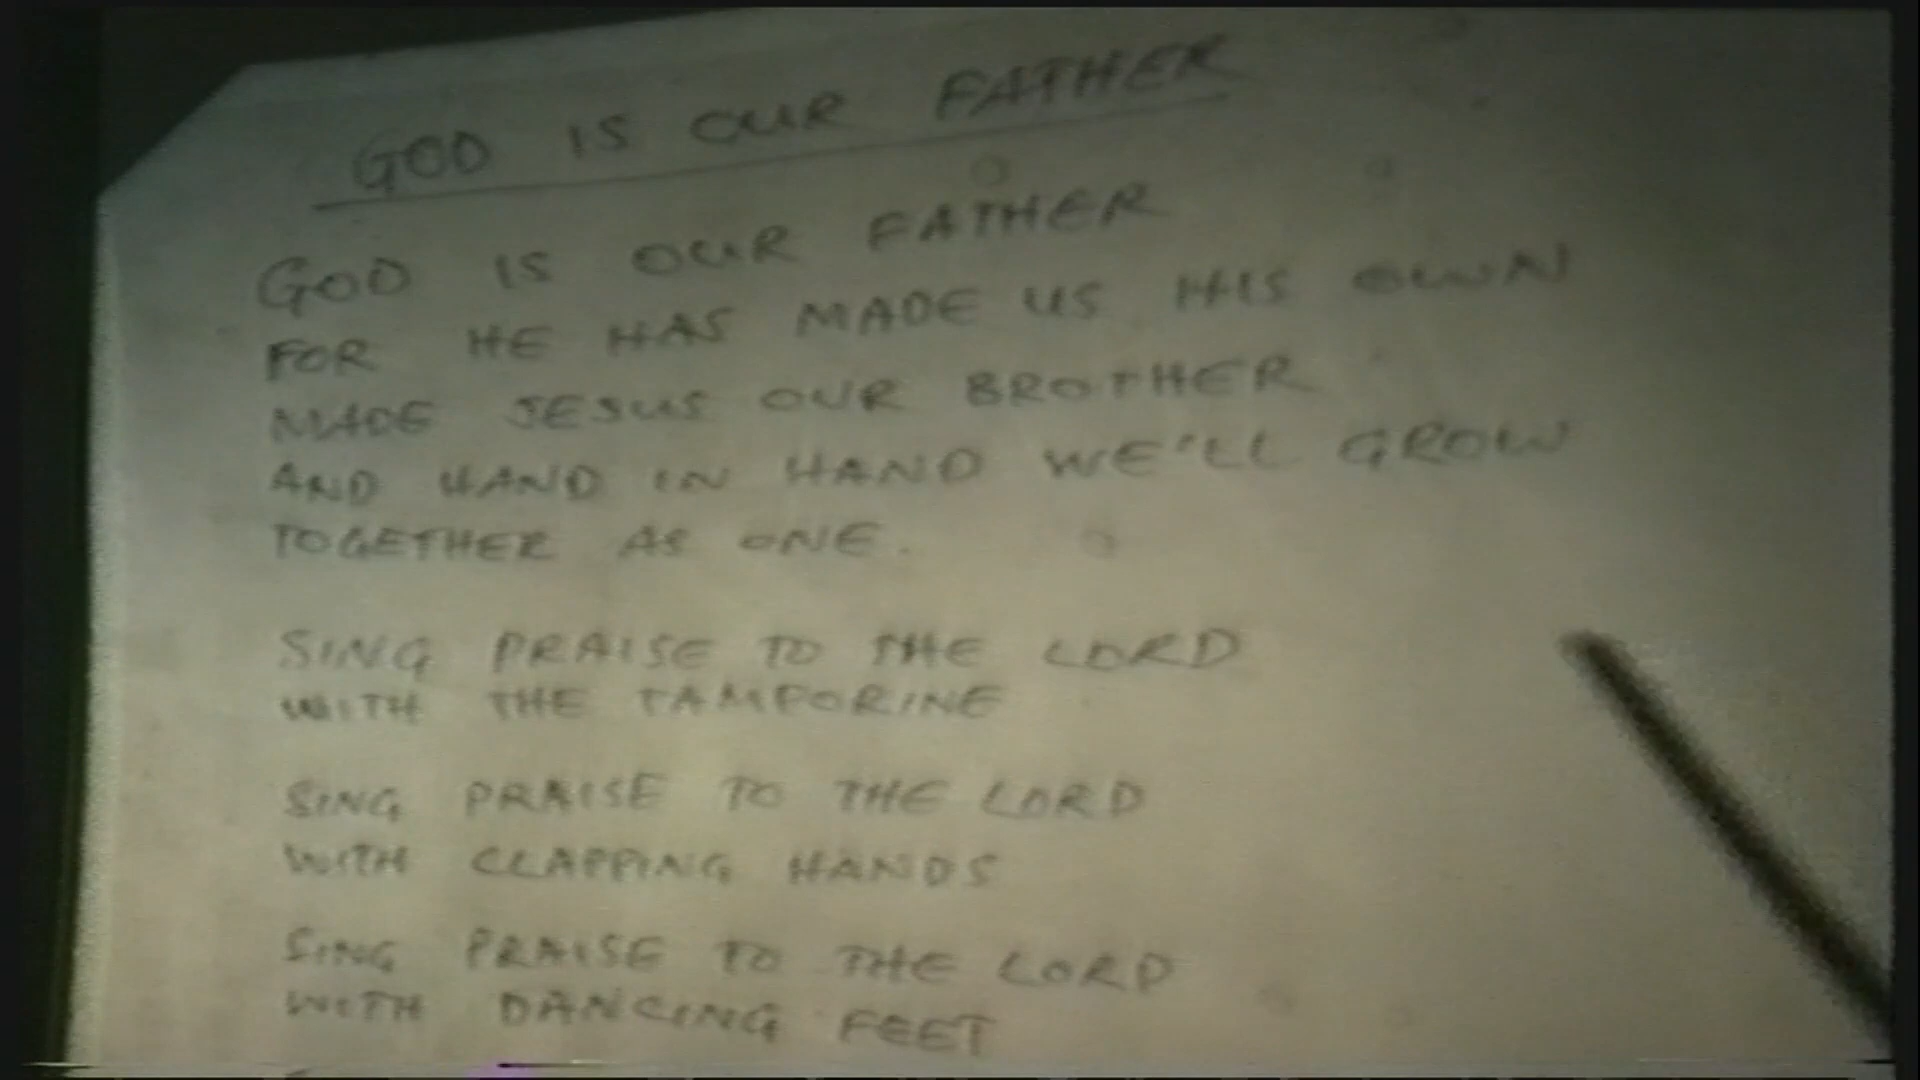 GOD IS OUR FATHER
GOD IS OUR FATHER
FOR HE HAS MADE US HIS OWN
MADE JESUS OUR BROTHER
AND HAND IN HAND WE'LL GROW
TOGETHER AS ONE.
SING PRAISE TO THE LORD
WITH THE TAMPORINE
SING PRAISE TO THE LORD
WITH CLAPPING HANDS
SING PRAISE TO THE LORD
WITH DANCING FEET